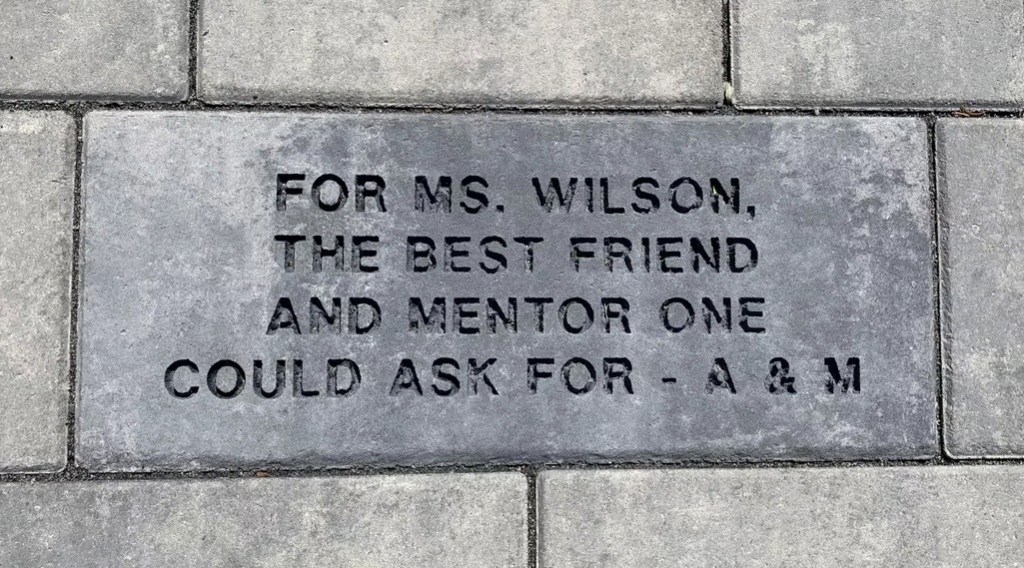 FOR MS. WILSON,
THE BEST FRIEND
AND MENTOR ONE
COULD ASK FOR - A & M